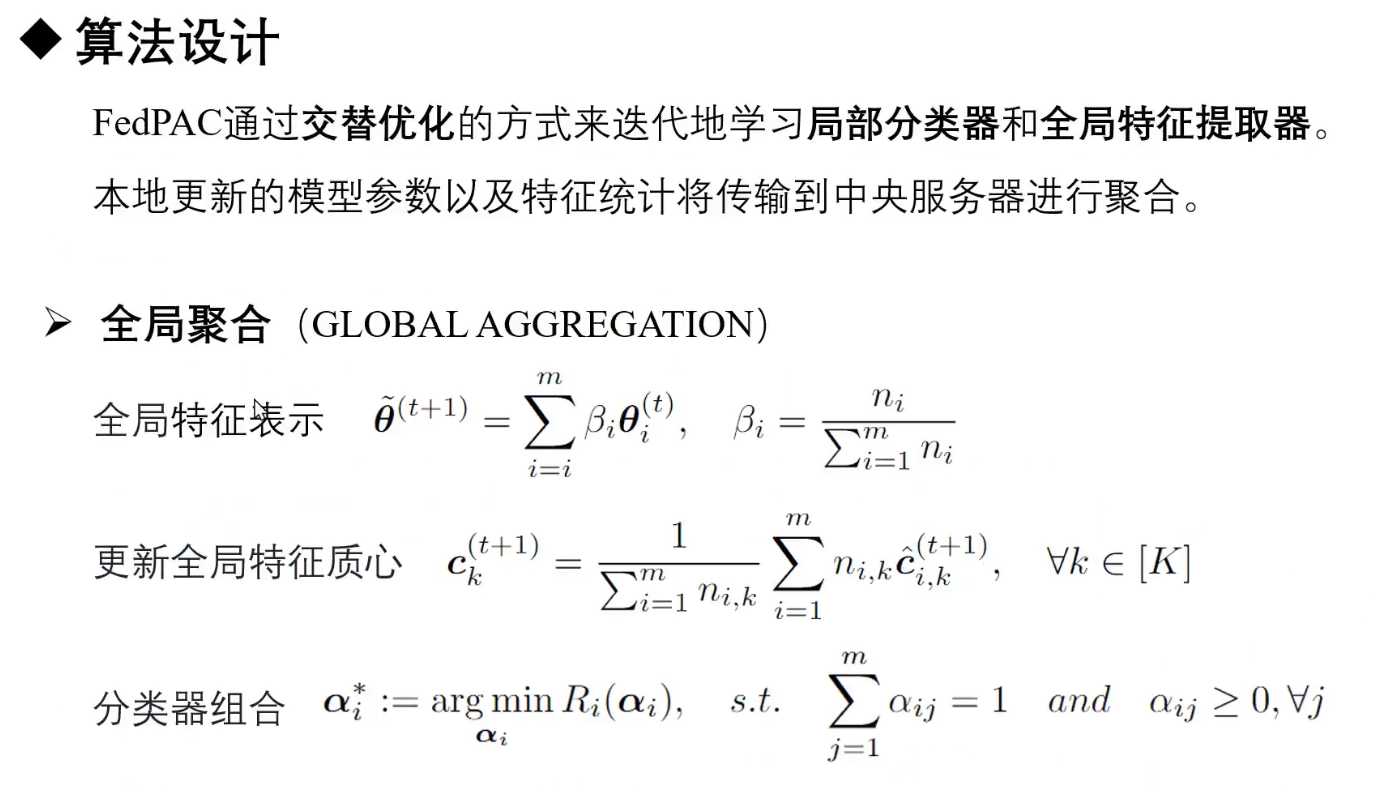 ◆ 算法设计
FedPAC通过交替优化的方式来迭代地学习局部分类器和全局特征提取器。
本地更新的模型参数以及特征统计将传输到中央服务器进行聚合。
➢ 全局聚合（GLOBAL AGGREGATION）
全局特征表示 $\tilde{\boldsymbol{\theta}}^{(t+1)} = \sum_{i=i}^{m} \beta_i \boldsymbol{\theta}_i^{(t)}, \quad \beta_i = \frac{n_i}{\sum_{i=1}^{m} n_i}$
更新全局特征质心 $\boldsymbol{c}_k^{(t+1)} = \frac{1}{\sum_{i=1}^{m} n_{i,k}} \sum_{i=1}^{m} n_{i,k} \hat{\boldsymbol{c}}_{i,k}^{(t+1)}, \quad \forall k \in [K]$
分类器组合 $\boldsymbol{\alpha}_i^* := \underset{\boldsymbol{\alpha}_i}{\arg\min} R_i(\boldsymbol{\alpha}_i), \quad s.t. \quad \sum_{j=1}^{m} \alpha_{ij} = 1 \quad and \quad \alpha_{ij} \geq 0, \forall j$